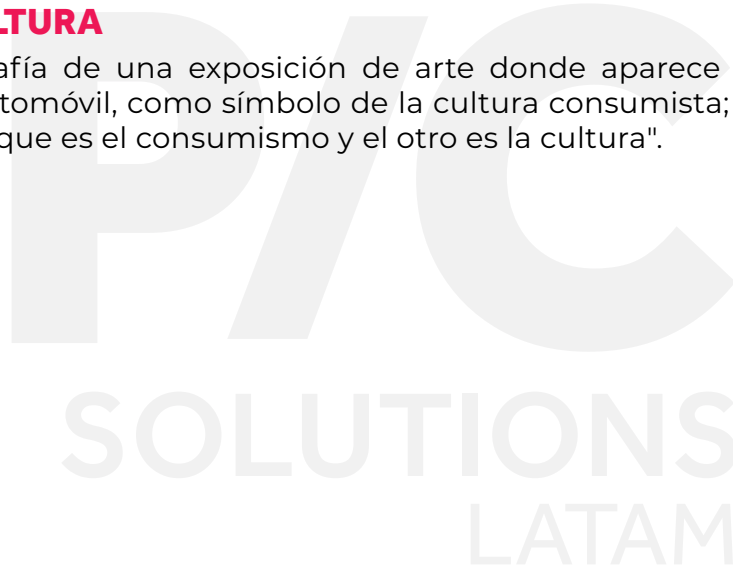 LTURA
afía de una exposición de arte donde aparece
tomóvil, como símbolo de la cultura consumista;
que es el consumismo y el otro es la cultura".
P/C
SOLUTIONS
LATAM